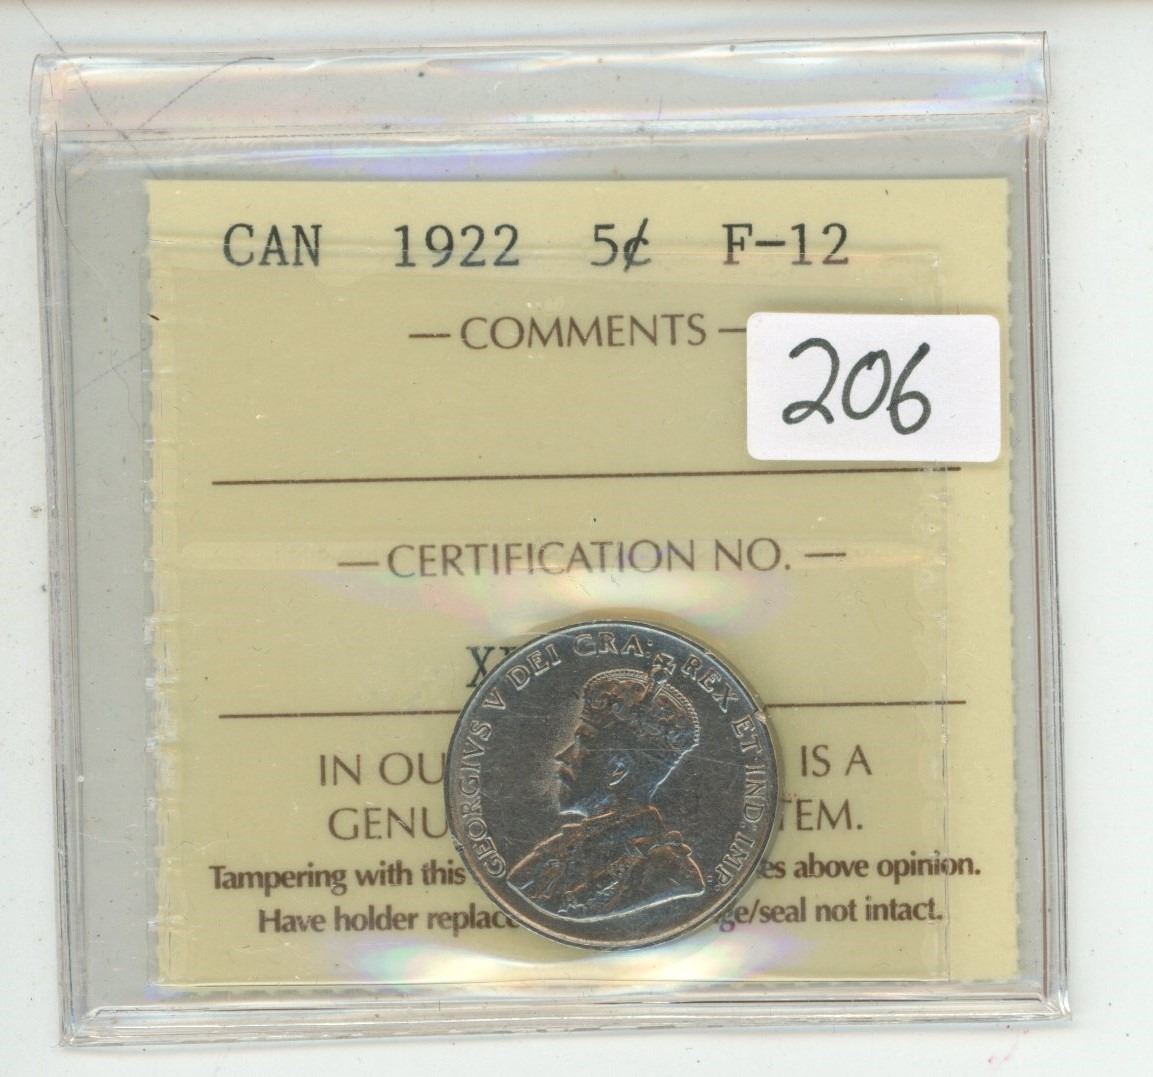 CAN 1922 5¢ F-12
— COMMENTS —
206
— CERTIFICATION NO. —
GEORGIVS V DEI GRA: REX ET IND: IMP:
IN OU IS A
GENU TEM.
Tampering with this es above opinion.
Have holder replac ge/seal not intact.